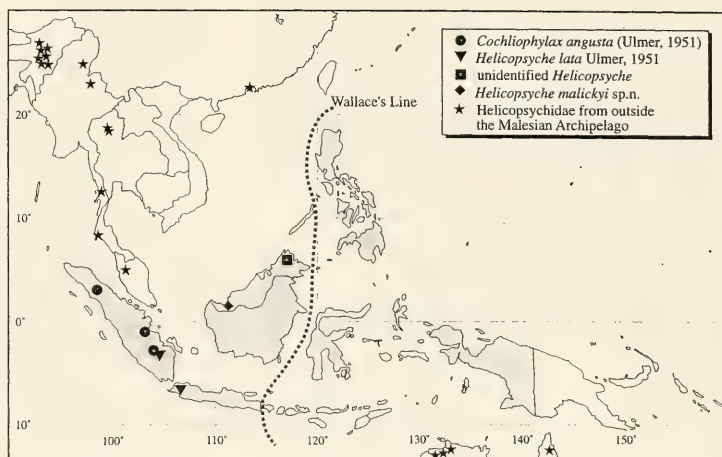 Cochliophylax angusta (Ulmer, 1951)
Helicopsyche lata Ulmer, 1951
unidentified Helicopsyche
Helicopsyche malickyi sp.n.
Helicopsychidae from outside
the Malesian Archipelago
Wallace's Line
20°
10°
0°
10°
100°
110°
120°
130°
140°
150°